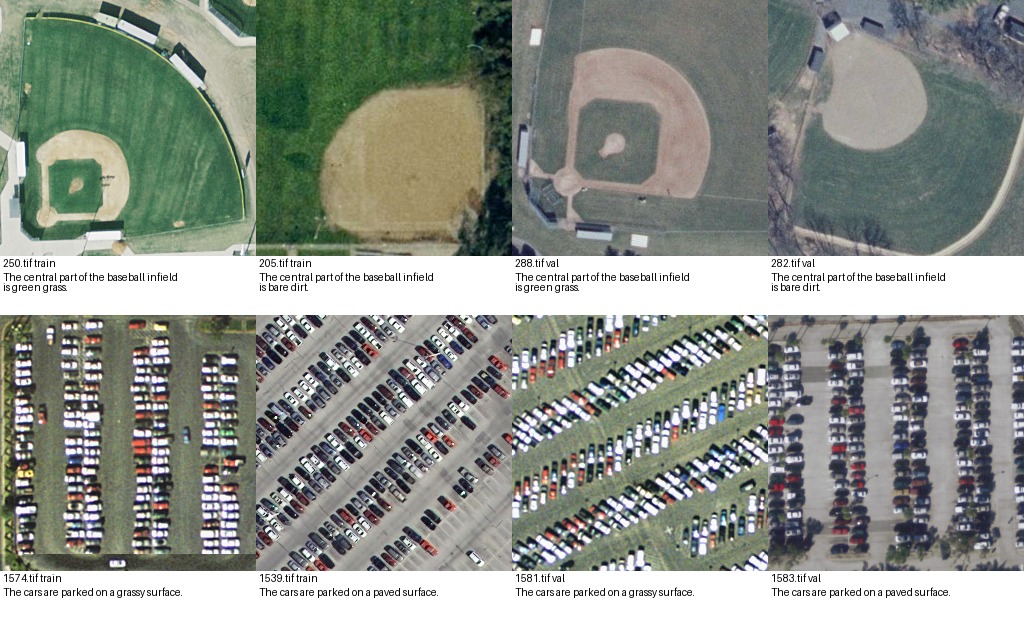 250.tif train
The central part of the baseball infield
is green grass.
205.tif train
The central part of the baseball infield
is bare dirt.
288.tif val
The central part of the baseball infield
is green grass.
282.tif val
The central part of the baseball infield
is bare dirt.
1574.tif train
The cars are parked on a grassy surface.
1539.tif train
The cars are parked on a paved surface.
1581.tif val
The cars are parked on a grassy surface.
1583.tif val
The cars are parked on a paved surface.